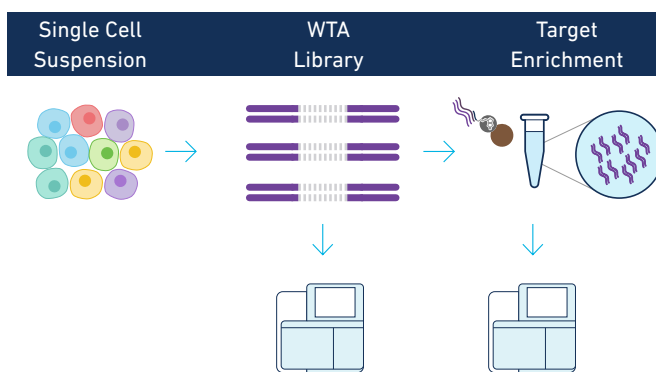 Single Cell
Suspension
WTA
Library
Target
Enrichment